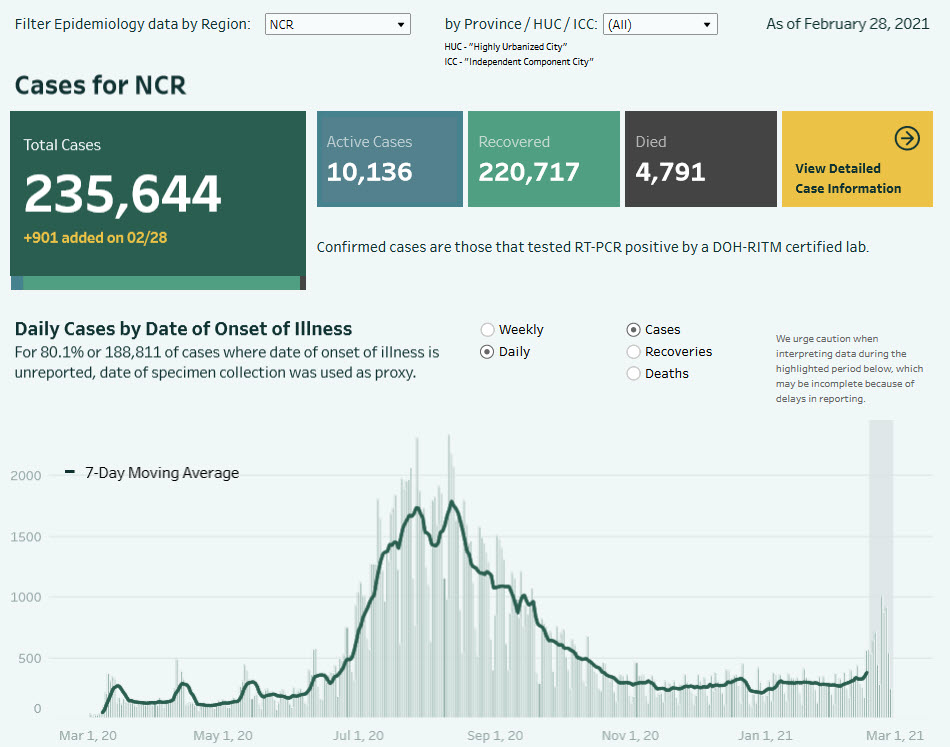 Filter Epidemiology data by Region: NCR by Province / HUC / ICC: (All) As of February 28, 2021
HUC - "Highly Urbanized City"
ICC - "Independent Component City"
Cases for NCR
Total Cases
235,644
+901 added on 02/28
Active Cases
10,136
Recovered
220,717
Died
4,791
View Detailed
Case Information
Confirmed cases are those that tested RT-PCR positive by a DOH-RITM certified lab.
Daily Cases by Date of Onset of Illness
For 80.1% or 188,811 of cases where date of onset of illness is
unreported, date of specimen collection was used as proxy.
Weekly
Daily
Cases
Recoveries
Deaths
We urge caution when
interpreting data during the
highlighted period below, which
may be incomplete because of
delays in reporting.
7-Day Moving Average
2000
1500
1000
500
0
Mar 1, 20 May 1, 20 Jul 1, 20 Sep 1, 20 Nov 1, 20 Jan 1, 21 Mar 1, 21